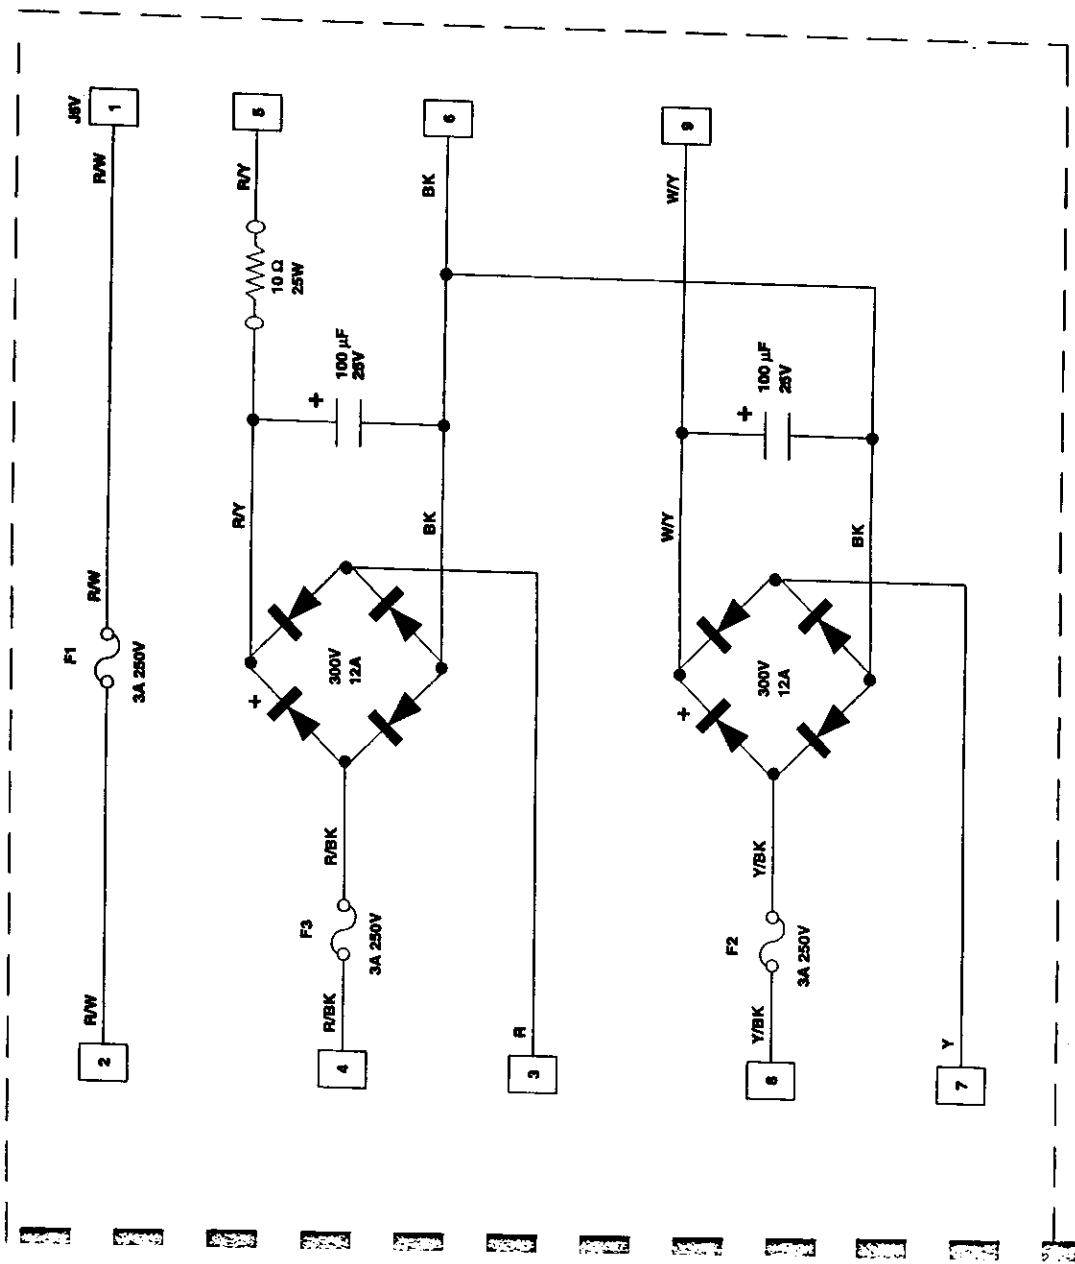 F1
R/W
R/W
R/W
2
1
3A 250V
R/Y
R/Y
5
+
10 Ω
25W
F3
+
R/BK
R/BK
300V
12A
100 µF
25V
4
3A 250V
BK
BK
6
R
3
W/Y
W/Y
9
+
F2
+
Y/BK
Y/BK
300V
12A
100 µF
25V
8
3A 250V
BK
Y
7